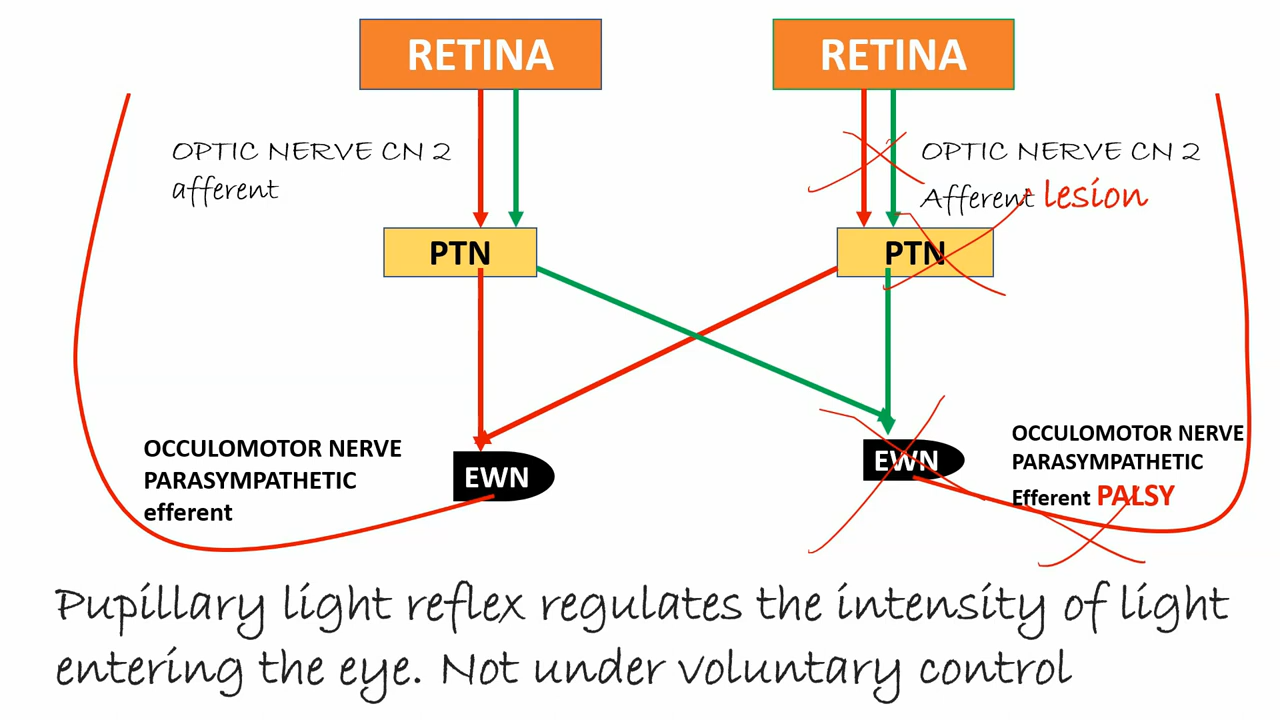 RETINA
RETINA
OPTIC NERVE CN 2
afferent
OPTIC NERVE CN 2
Afferent lesion
PTN
PTN
OCCULOMOTOR NERVE
PARASYMPATHETIC
efferent
EWN
EWN
OCCULOMOTOR NERVE
PARASYMPATHETIC
Efferent PALSY
Pupillary light reflex regulates the intensity of light
entering the eye. Not under voluntary control